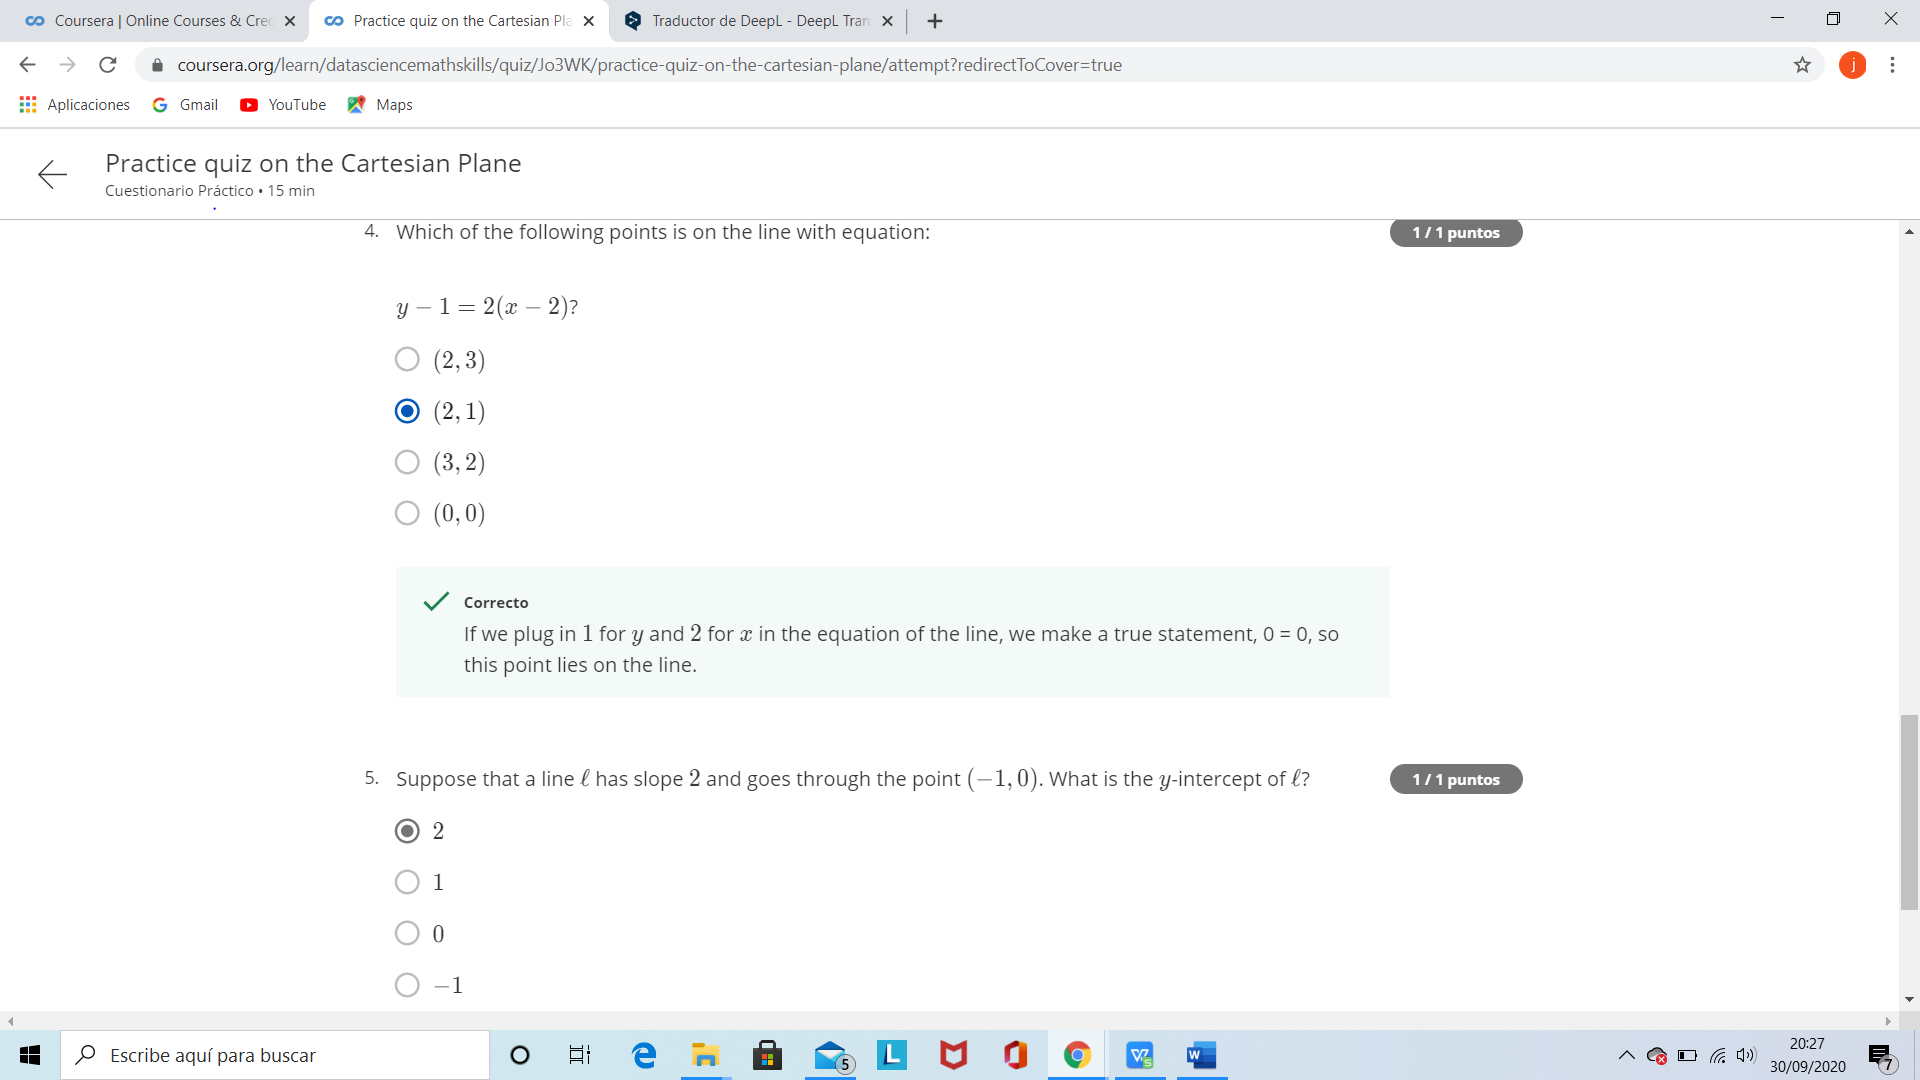 Coursera | Online Courses & Cre
Practice quiz on the Cartesian Pla
Traductor de DeepL - DeepL Tran
coursera.org/learn/datasciencemathskills/quiz/Jo3WK/practice-quiz-on-the-cartesian-plane/attempt?redirectToCover=true
j
Aplicaciones
Gmail
YouTube
Maps
Practice quiz on the Cartesian Plane
Cuestionario Práctico • 15 min
4. Which of the following points is on the line with equation:
1 / 1 puntos
y − 1 = 2(x − 2)?
(2, 3)
(2, 1)
(3, 2)
(0, 0)
Correcto
If we plug in 1 for y and 2 for x in the equation of the line, we make a true statement, 0 = 0, so
this point lies on the line.
5. Suppose that a line ℓ has slope 2 and goes through the point (−1, 0). What is the y-intercept of ℓ?
1 / 1 puntos
2
1
0
−1
Escribe aquí para buscar
5
L
W
20:27
30/09/2020
7